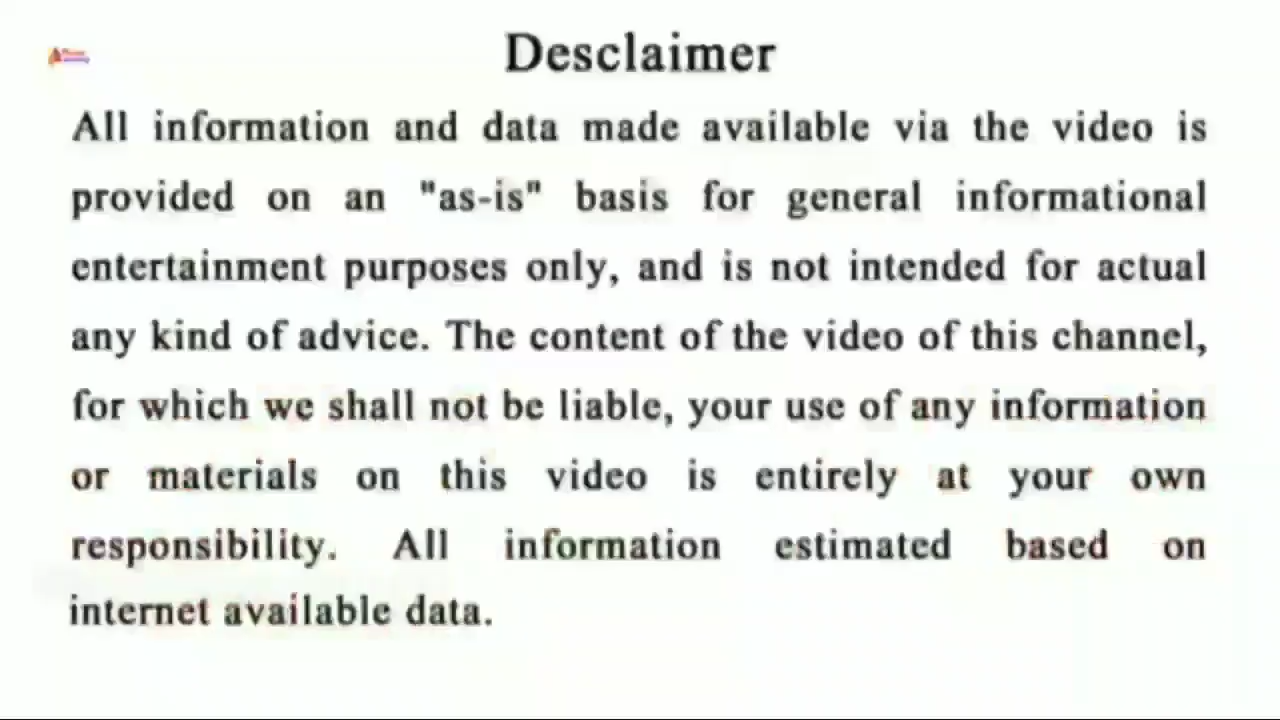 Desclaimer
All information and data made available via the video is
provided on an "as-is" basis for general informational
entertainment purposes only, and is not intended for actual
any kind of advice. The content of the video of this channel,
for which we shall not be liable, your use of any information
or materials on this video is entirely at your own
responsibility. All information estimated based on
internet available data.